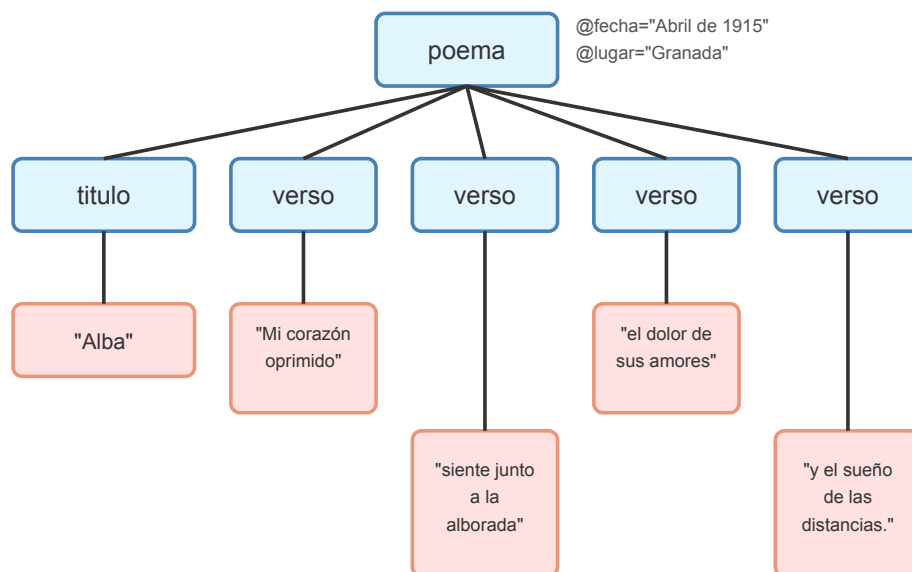 poema
@fecha="Abril de 1915"
@lugar="Granada"
titulo
verso
verso
verso
verso
"Alba"
"Mi corazón
oprimido"
"el dolor de
sus amores"
"siente junto
a la
alborada"
"y el sueño
de las
distancias."